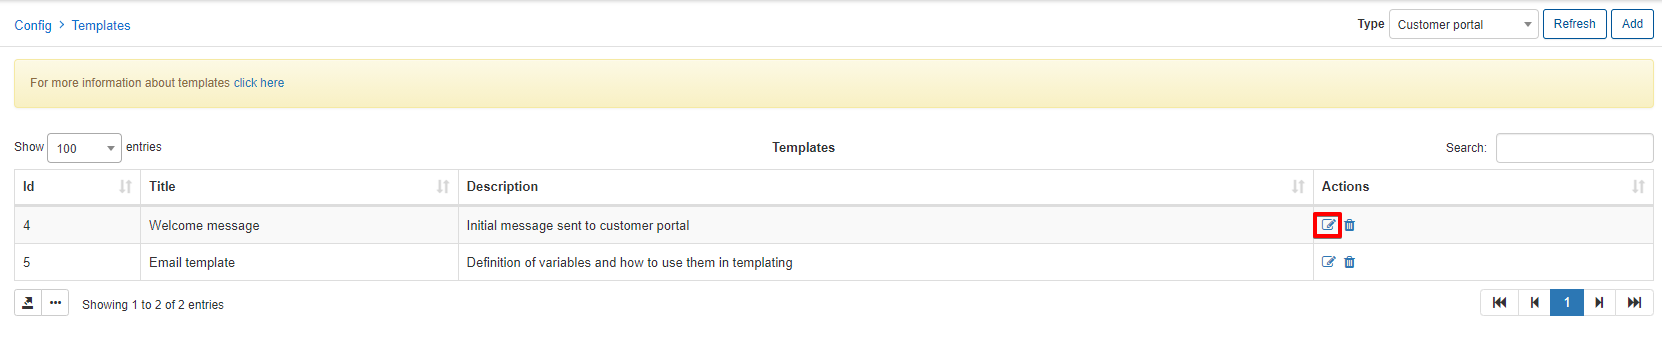 Config > Templates Type Customer portal Refresh Add
For more information about templates click here
Show 100 entries Templates Search:
Id Title Description Actions
4 Welcome message Initial message sent to customer portal
5 Email template Definition of variables and how to use them in templating
... Showing 1 to 2 of 2 entries 1